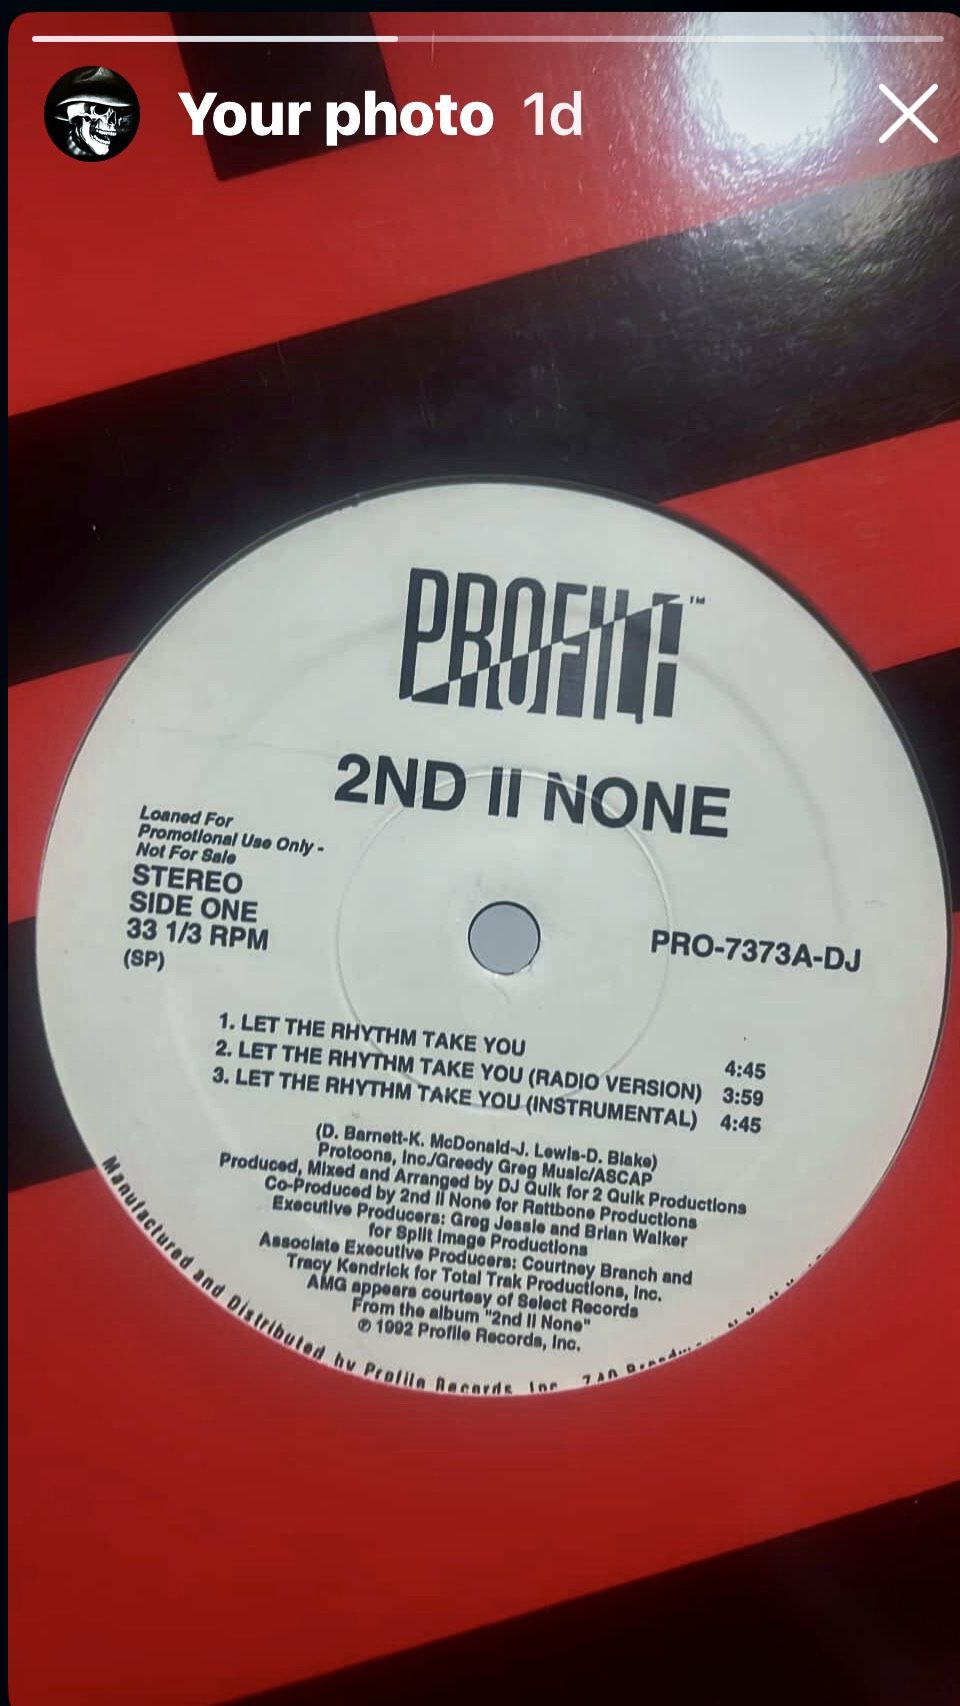 Your photo 1d
PROFILE™
2ND II NONE
Loaned For
Promotional Use Only -
Not For Sale
STEREO
SIDE ONE
33 1/3 RPM
(SP)
PRO-7373A-DJ
1. LET THE RHYTHM TAKE YOU 4:45
2. LET THE RHYTHM TAKE YOU (RADIO VERSION) 3:59
3. LET THE RHYTHM TAKE YOU (INSTRUMENTAL) 4:45
(D. Barnett-K. McDonald-J. Lewis-D. Blake)
Protoons, Inc./Greedy Greg Music/ASCAP
Produced, Mixed and Arranged by DJ Quik for 2 Quik Productions
Co-Produced by 2nd II None for Rattbone Productions
Executive Producers: Greg Jessie and Brian Walker
for Split Image Productions
Associate Executive Producers: Courtney Branch and
Tracy Kendrick for Total Trak Productions, Inc.
AMG appears courtesy of Select Records
From the album "2nd II None"
℗ 1992 Profile Records, Inc.
Manufactured and Distributed by Profile Records, Inc. 740